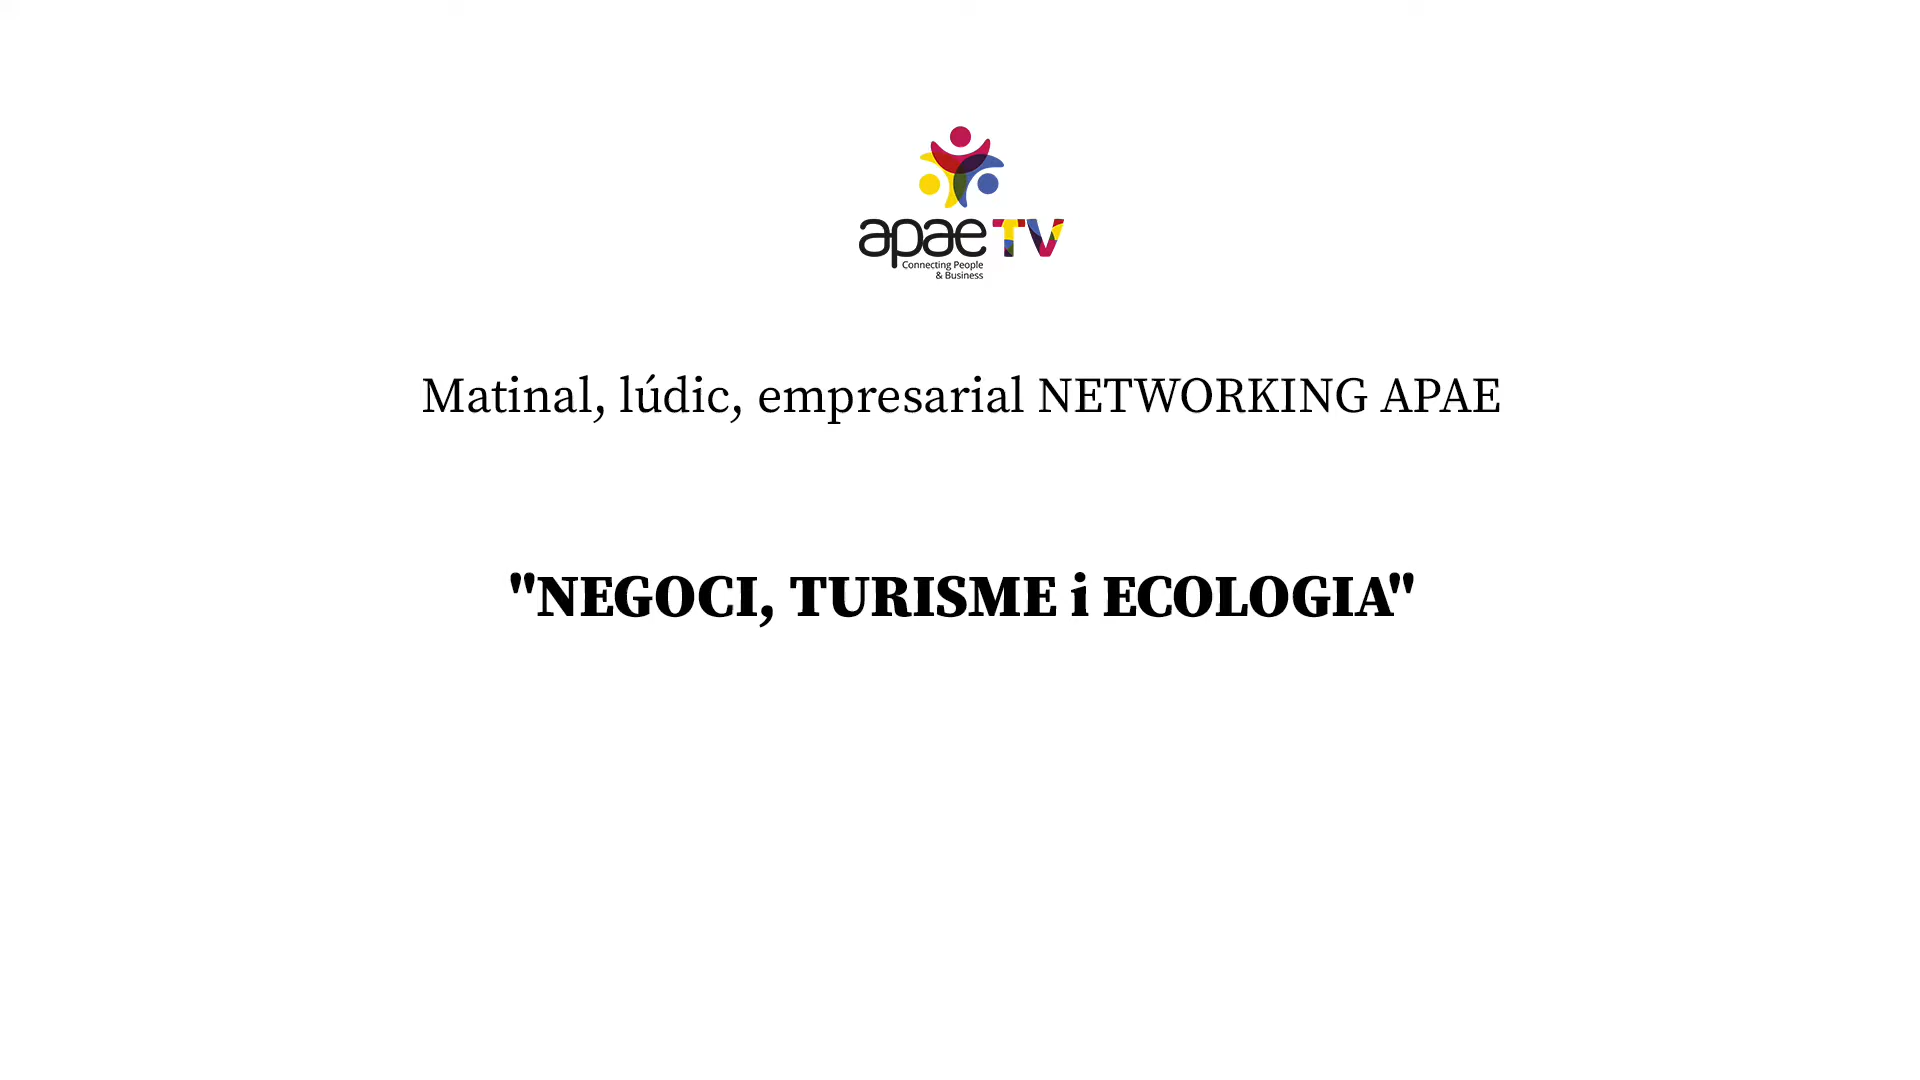 apae TV
Connecting People
& Business
Matinal, lúdic, empresarial NETWORKING APAE
"NEGOCI, TURISME i ECOLOGIA"